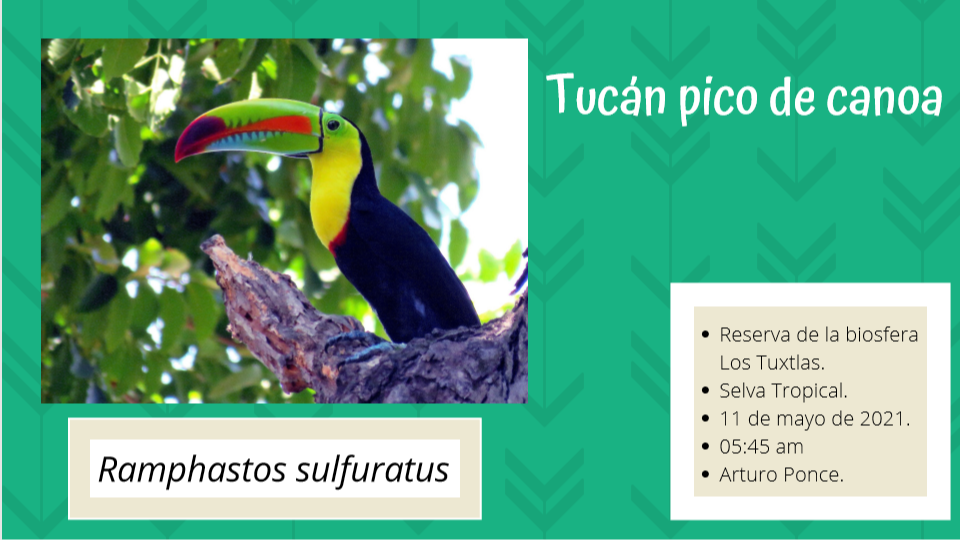 Tucán pico de canoa
Ramphastos sulfuratus
• Reserva de la biosfera
Los Tuxtlas.
• Selva Tropical.
• 11 de mayo de 2021.
• 05:45 am
• Arturo Ponce.